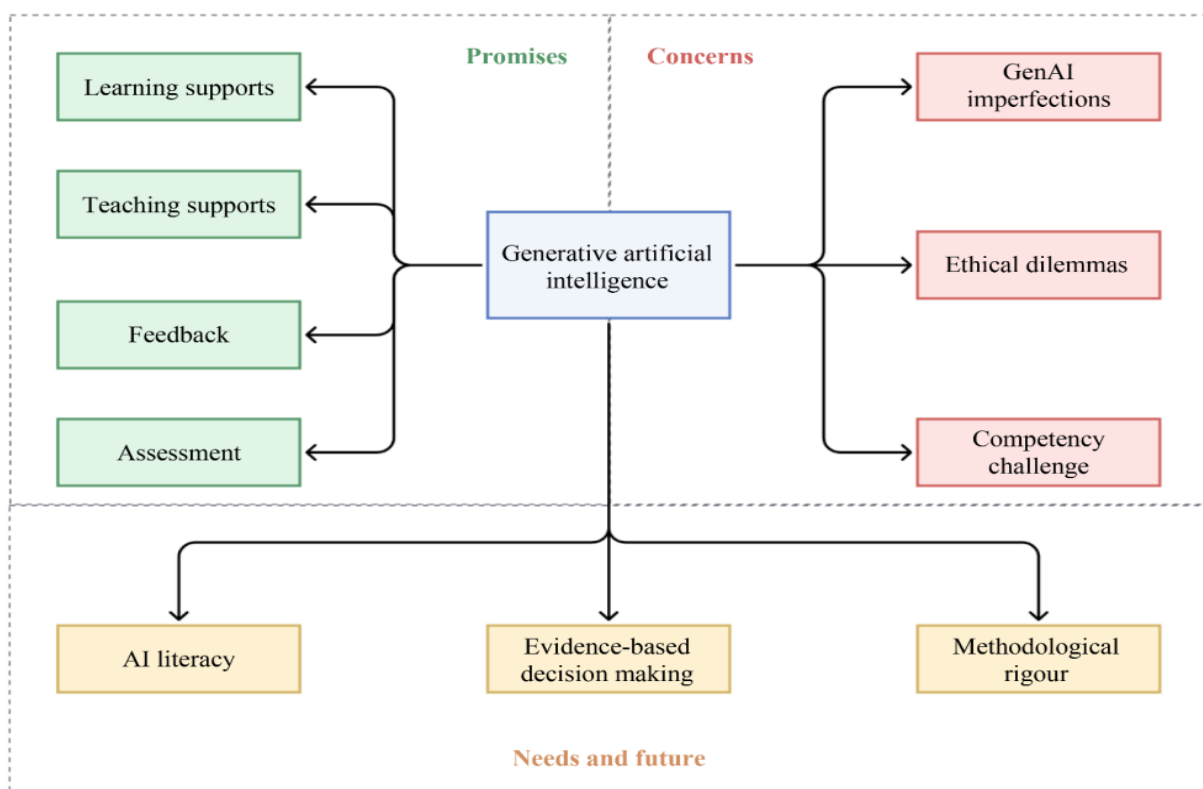 Promises
Concerns
Learning supports
Teaching supports
Feedback
Assessment
Generative artificial
intelligence
GenAI
imperfections
Ethical dilemmas
Competency
challenge
AI literacy
Evidence-based
decision making
Methodological
rigour
Needs and future